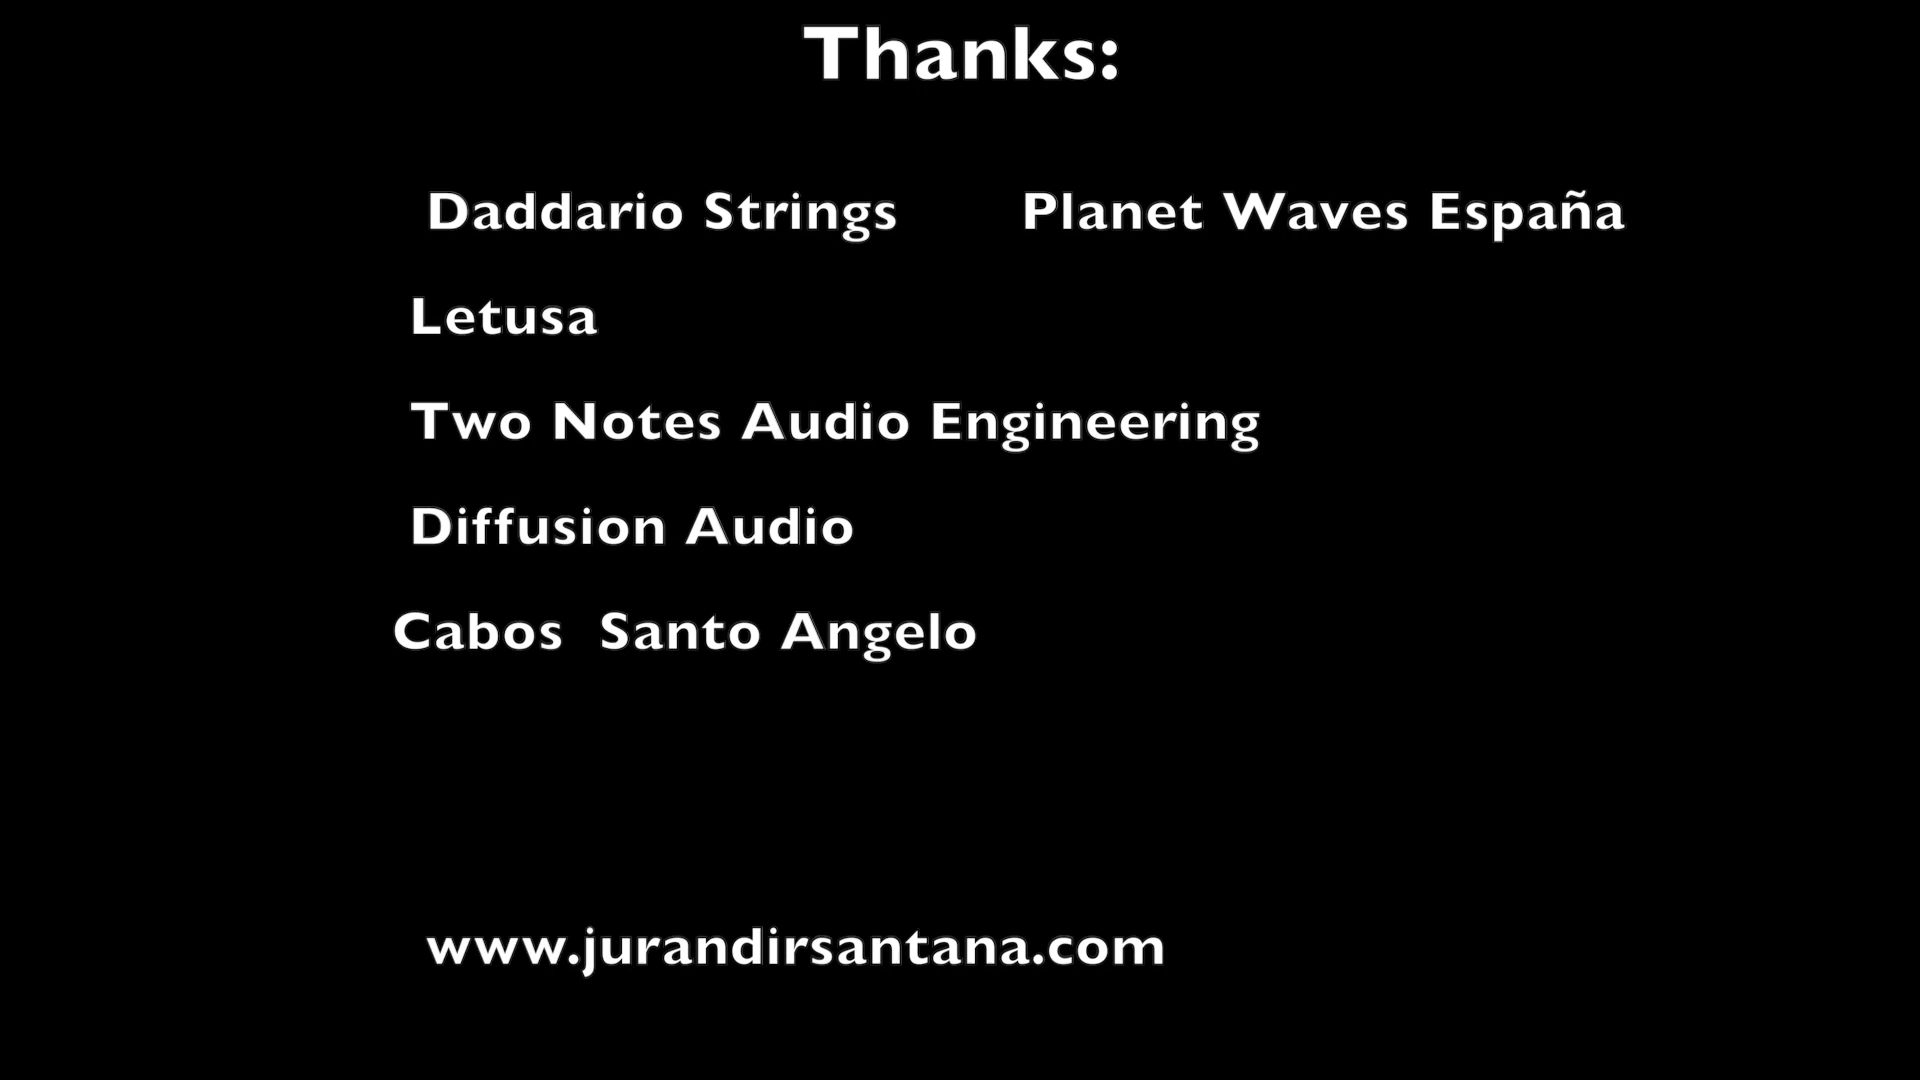 Thanks:
Daddario Strings Planet Waves España
Letusa
Two Notes Audio Engineering
Diffusion Audio
Cabos Santo Angelo
www.jurandirsantana.com